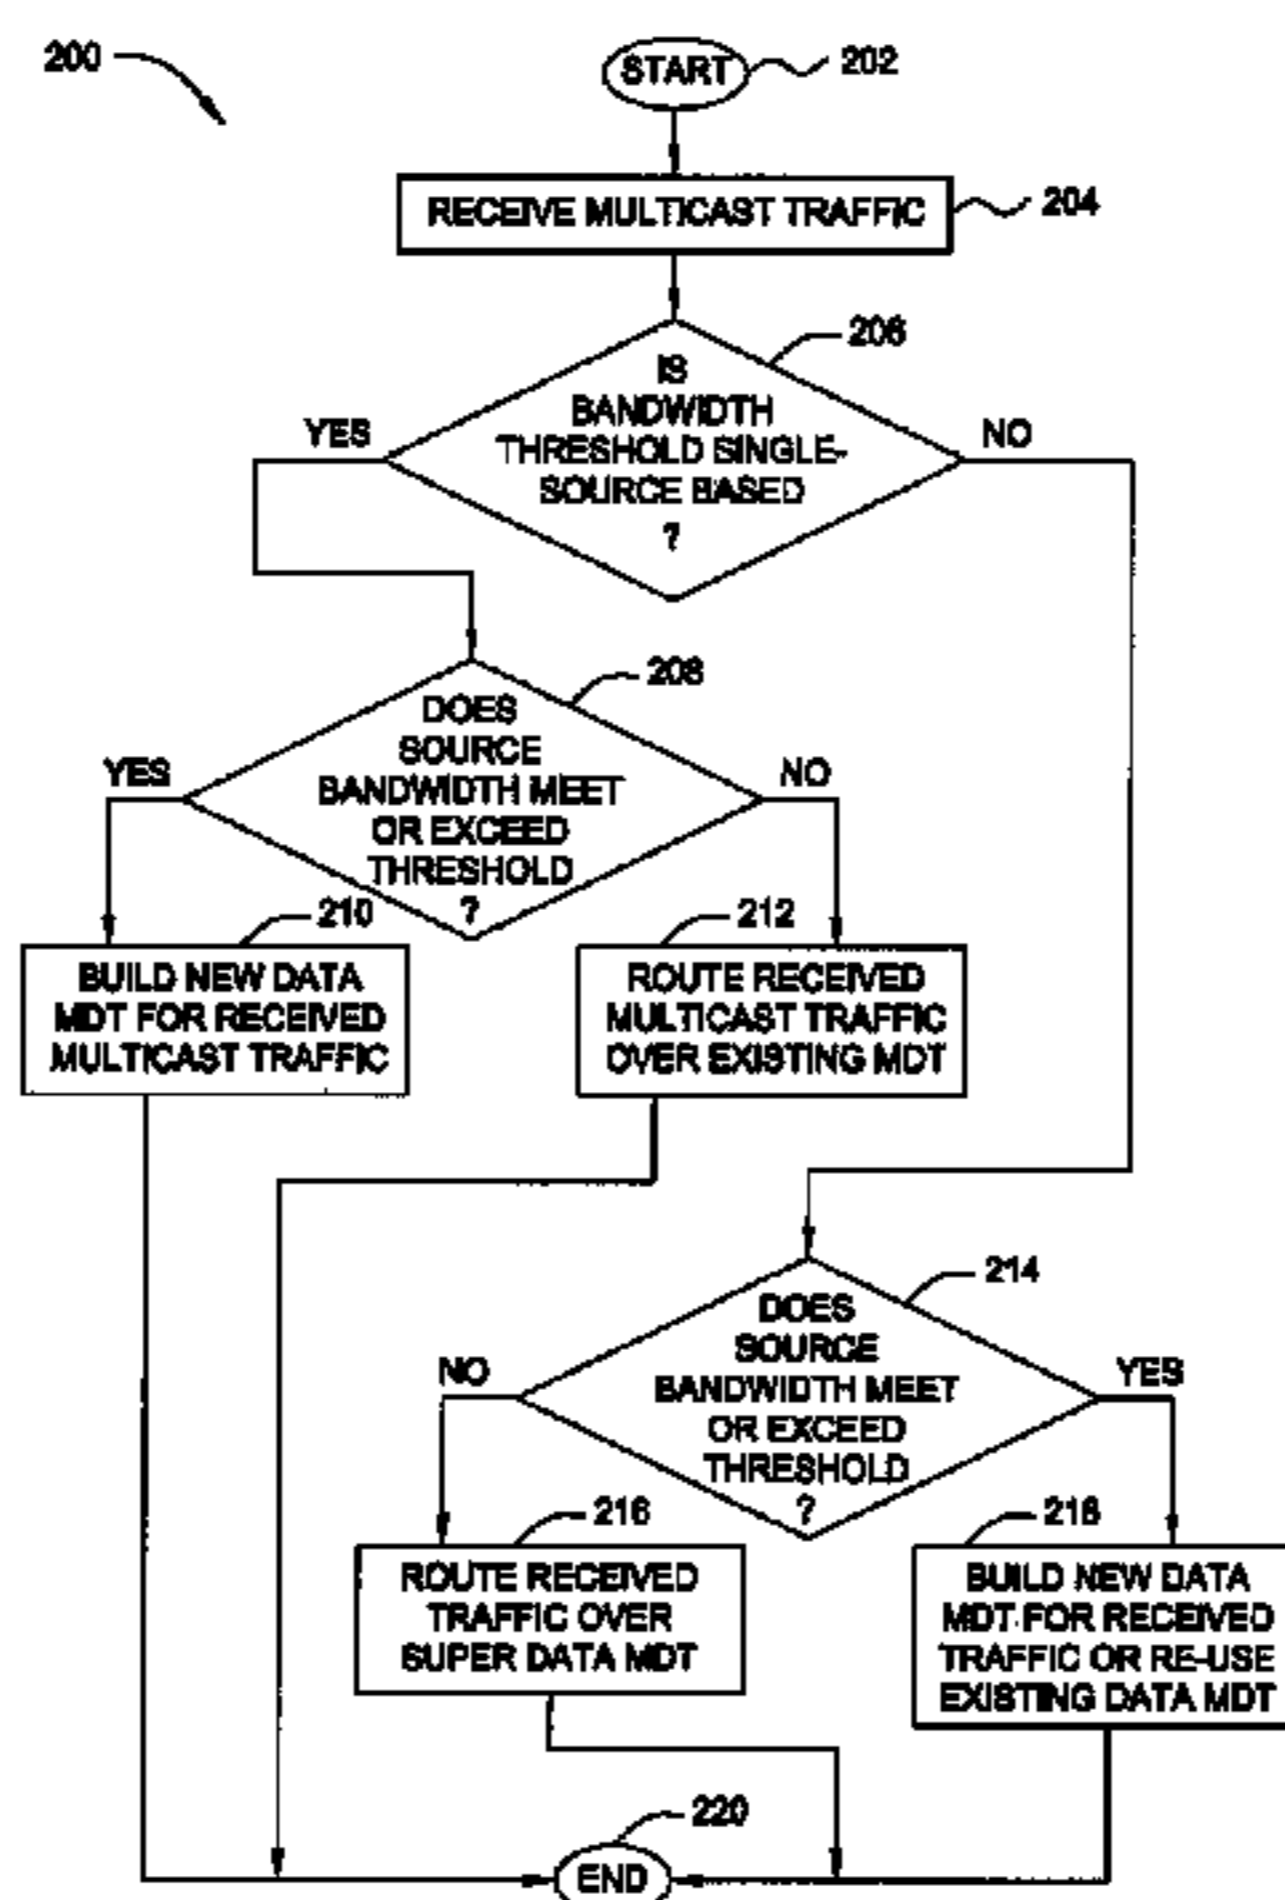 200
START
202
RECEIVE MULTICAST TRAFFIC
204
206
IS
BANDWIDTH
THRESHOLD SINGLE-
SOURCE BASED
?
YES
NO
208
DOES
SOURCE
BANDWIDTH MEET
OR EXCEED
THRESHOLD
?
YES
NO
210
BUILD NEW DATA
MDT FOR RECEIVED
MULTICAST TRAFFIC
212
ROUTE RECEIVED
MULTICAST TRAFFIC
OVER EXISTING MDT
214
DOES
SOURCE
BANDWIDTH MEET
OR EXCEED
THRESHOLD
?
NO
YES
216
ROUTE RECEIVED
TRAFFIC OVER
SUPER DATA MDT
218
BUILD NEW DATA
MDT FOR RECEIVED
TRAFFIC OR RE-USE
EXISTING DATA MDT
220
END